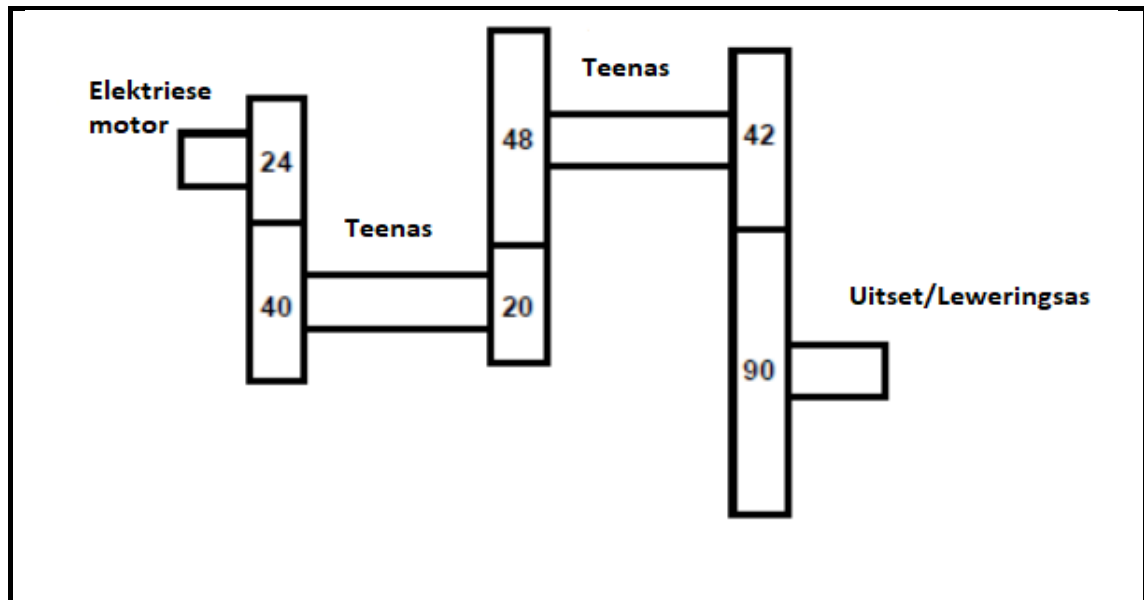 Elektriese
motor
24
40
Teenas
48
20
Teenas
42
90
Uitset/Leweringsas